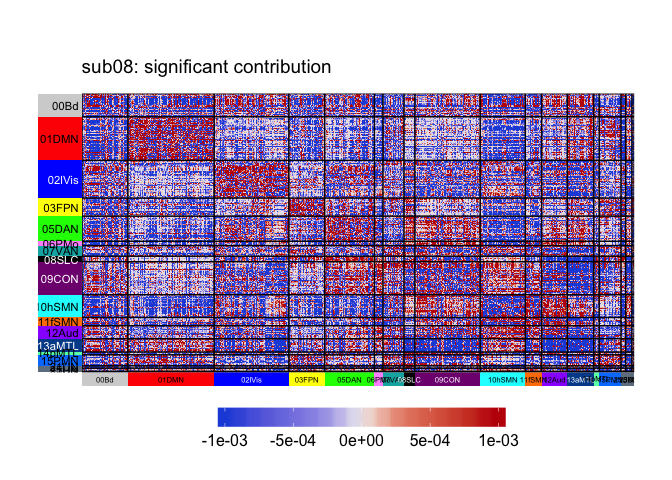 sub08: significant contribution
00Bd
01DMN
02lVis
03FPN
05DAN
06PMo
07VAN
08SLC
09CON
10hSMN
11fSMN
12Aud
13aMTL
00Bd 01DMN 02lVis 03FPN 05DAN 08SLC 09CON 10hSMN 11fSMN 12Aud 13aMTL
-1e-03 -5e-04 0e+00 5e-04 1e-03